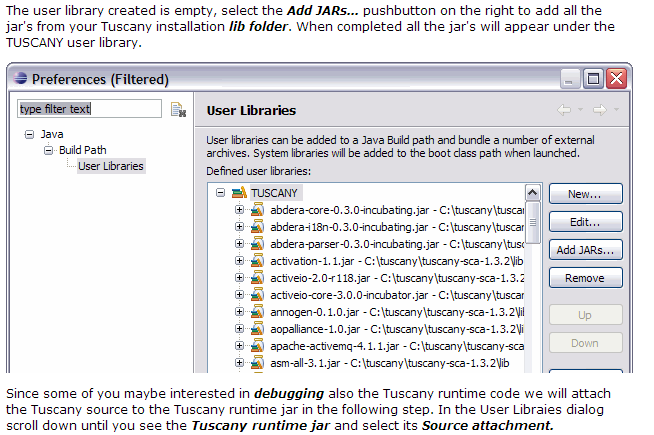 The user library created is empty, select the Add JARs... pushbutton on the right to add all the
jar's from your Tuscany installation lib folder. When completed all the jar's will appear under the
TUSCANY user library.
Preferences (Filtered)
type filter text
User Libraries
Java
Build Path
User Libraries
User libraries can be added to a Java Build path and bundle a number of external
archives. System libraries will be added to the boot class path when launched.
Defined user libraries:
TUSCANY
abdera-core-0.3.0-incubating.jar - C:\tuscany\tuscan
abdera-i18n-0.3.0-incubating.jar - C:\tuscany\tuscan
abdera-parser-0.3.0-incubating.jar - C:\tuscany\tusc
activation-1.1.jar - C:\tuscany\tuscany-sca-1.3.2\lib
activeio-2.0-r118.jar - C:\tuscany\tuscany-sca-1.3.2\
activeio-core-3.0.0-incubator.jar - C:\tuscany\tuscany
annogen-0.1.0.jar - C:\tuscany\tuscany-sca-1.3.2\li
aopalliance-1.0.jar - C:\tuscany\tuscany-sca-1.3.2\l
apache-activemq-4.1.1.jar - C:\tuscany\tuscany-sca
asm-all-3.1.jar - C:\tuscany\tuscany-sca-1.3.2\lib
New...
Edit...
Add JARs...
Remove
Up
Down
Since some of you maybe interested in debugging also the Tuscany runtime code we will attach
the Tuscany source to the Tuscany runtime jar in the following step. In the User Libraies dialog
scroll down until you see the Tuscany runtime jar and select its Source attachment.